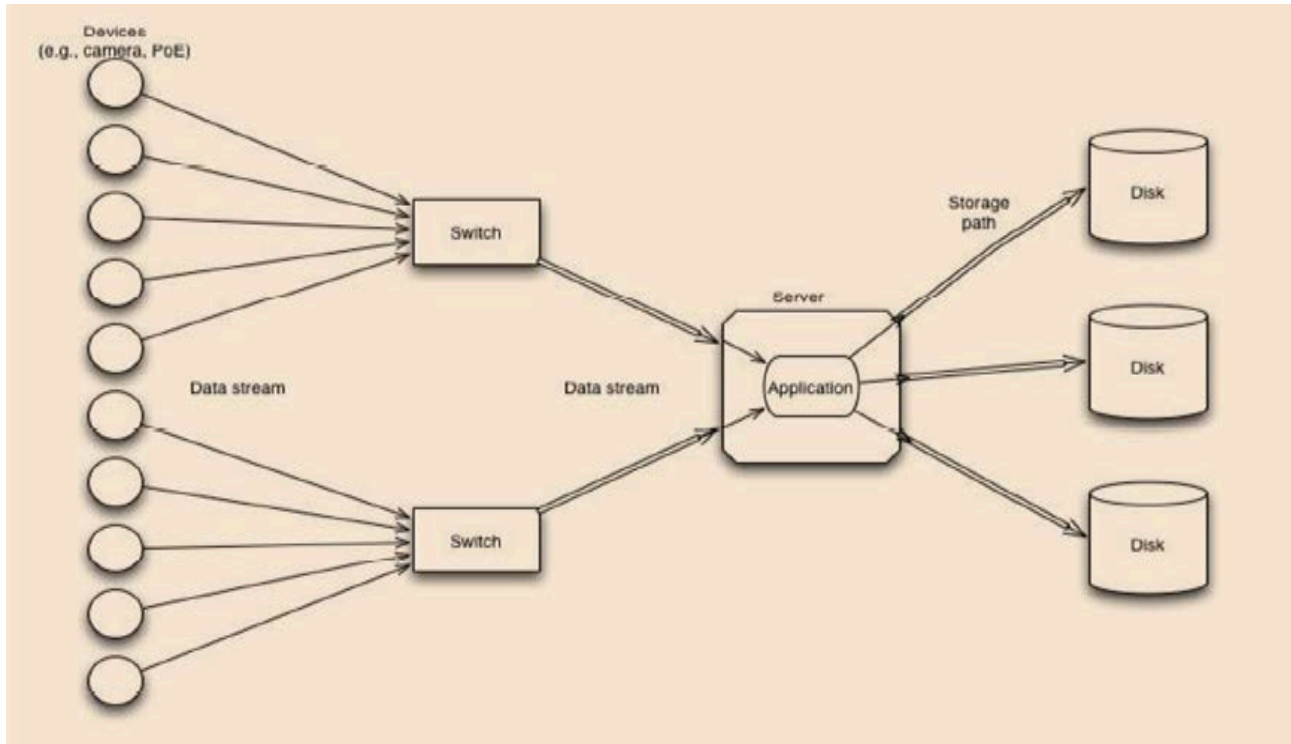 Devices
(e.g., camera, PoE)
Switch
Data stream
Data stream
Switch
Server
Application
Storage
path
Disk
Disk
Disk